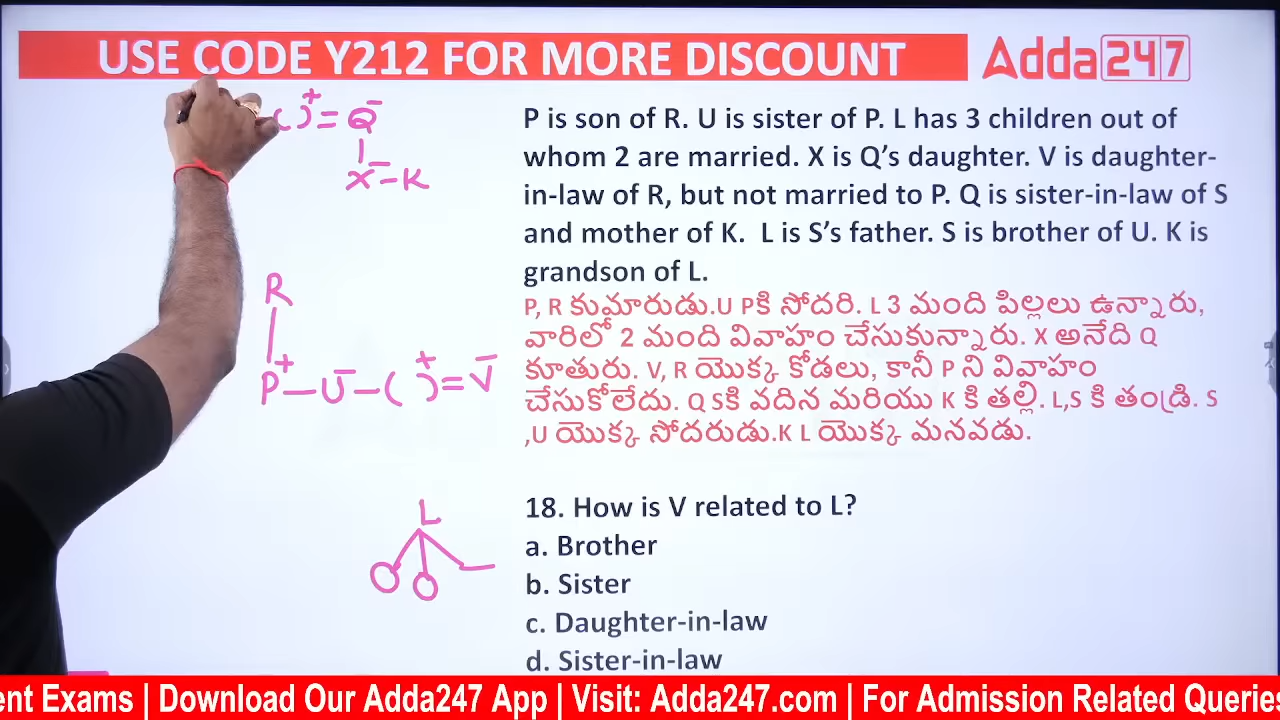 USE CODE Y212 FOR MORE DISCOUNT
Adda247
( )+ = Q-
X- - K
R
P+ - U- - ( )+ = V-
L
P is son of R. U is sister of P. L has 3 children out of
whom 2 are married. X is Q's daughter. V is daughter-
in-law of R, but not married to P. Q is sister-in-law of S
and mother of K. L is S's father. S is brother of U. K is
grandson of L.
P, R కుమారుడు.U Pకి సోదరి. L 3 మంది పిల్లలు ఉన్నారు,
వారిలో 2 మంది వివాహం చేసుకున్నారు. X అనేది Q
కూతురు. V, R యొక్క కోడలు, కానీ P ని వివాహం
చేసుకోలేదు. Q Sకి వదిన మరియు K కి తల్లి. L,S కి తండ్రి. S
,U యొక్క సోదరుడు.K L యొక్క మనవడు.
18. How is V related to L?
a. Brother
b. Sister
c. Daughter-in-law
d. Sister-in-law
ent Exams | Download Our Adda247 App | Visit: Adda247.com | For Admission Related Queries